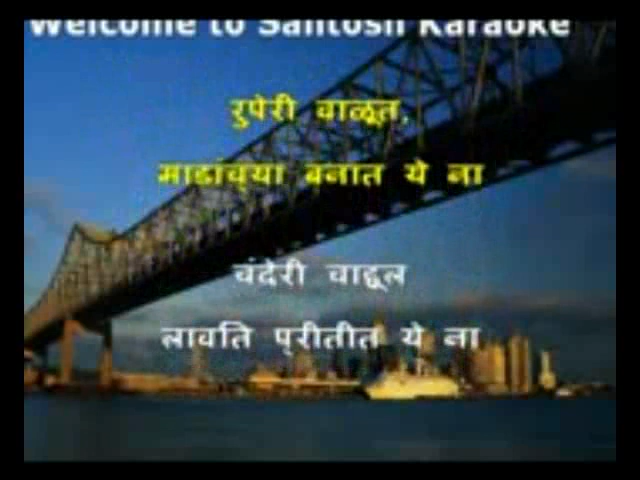 Welcome to Santosh Karaoke
रुपेरी वाळूत,
माडांच्या बनात ये ना
चंदेरी चाहूल
लावति प्रीतीत ये ना